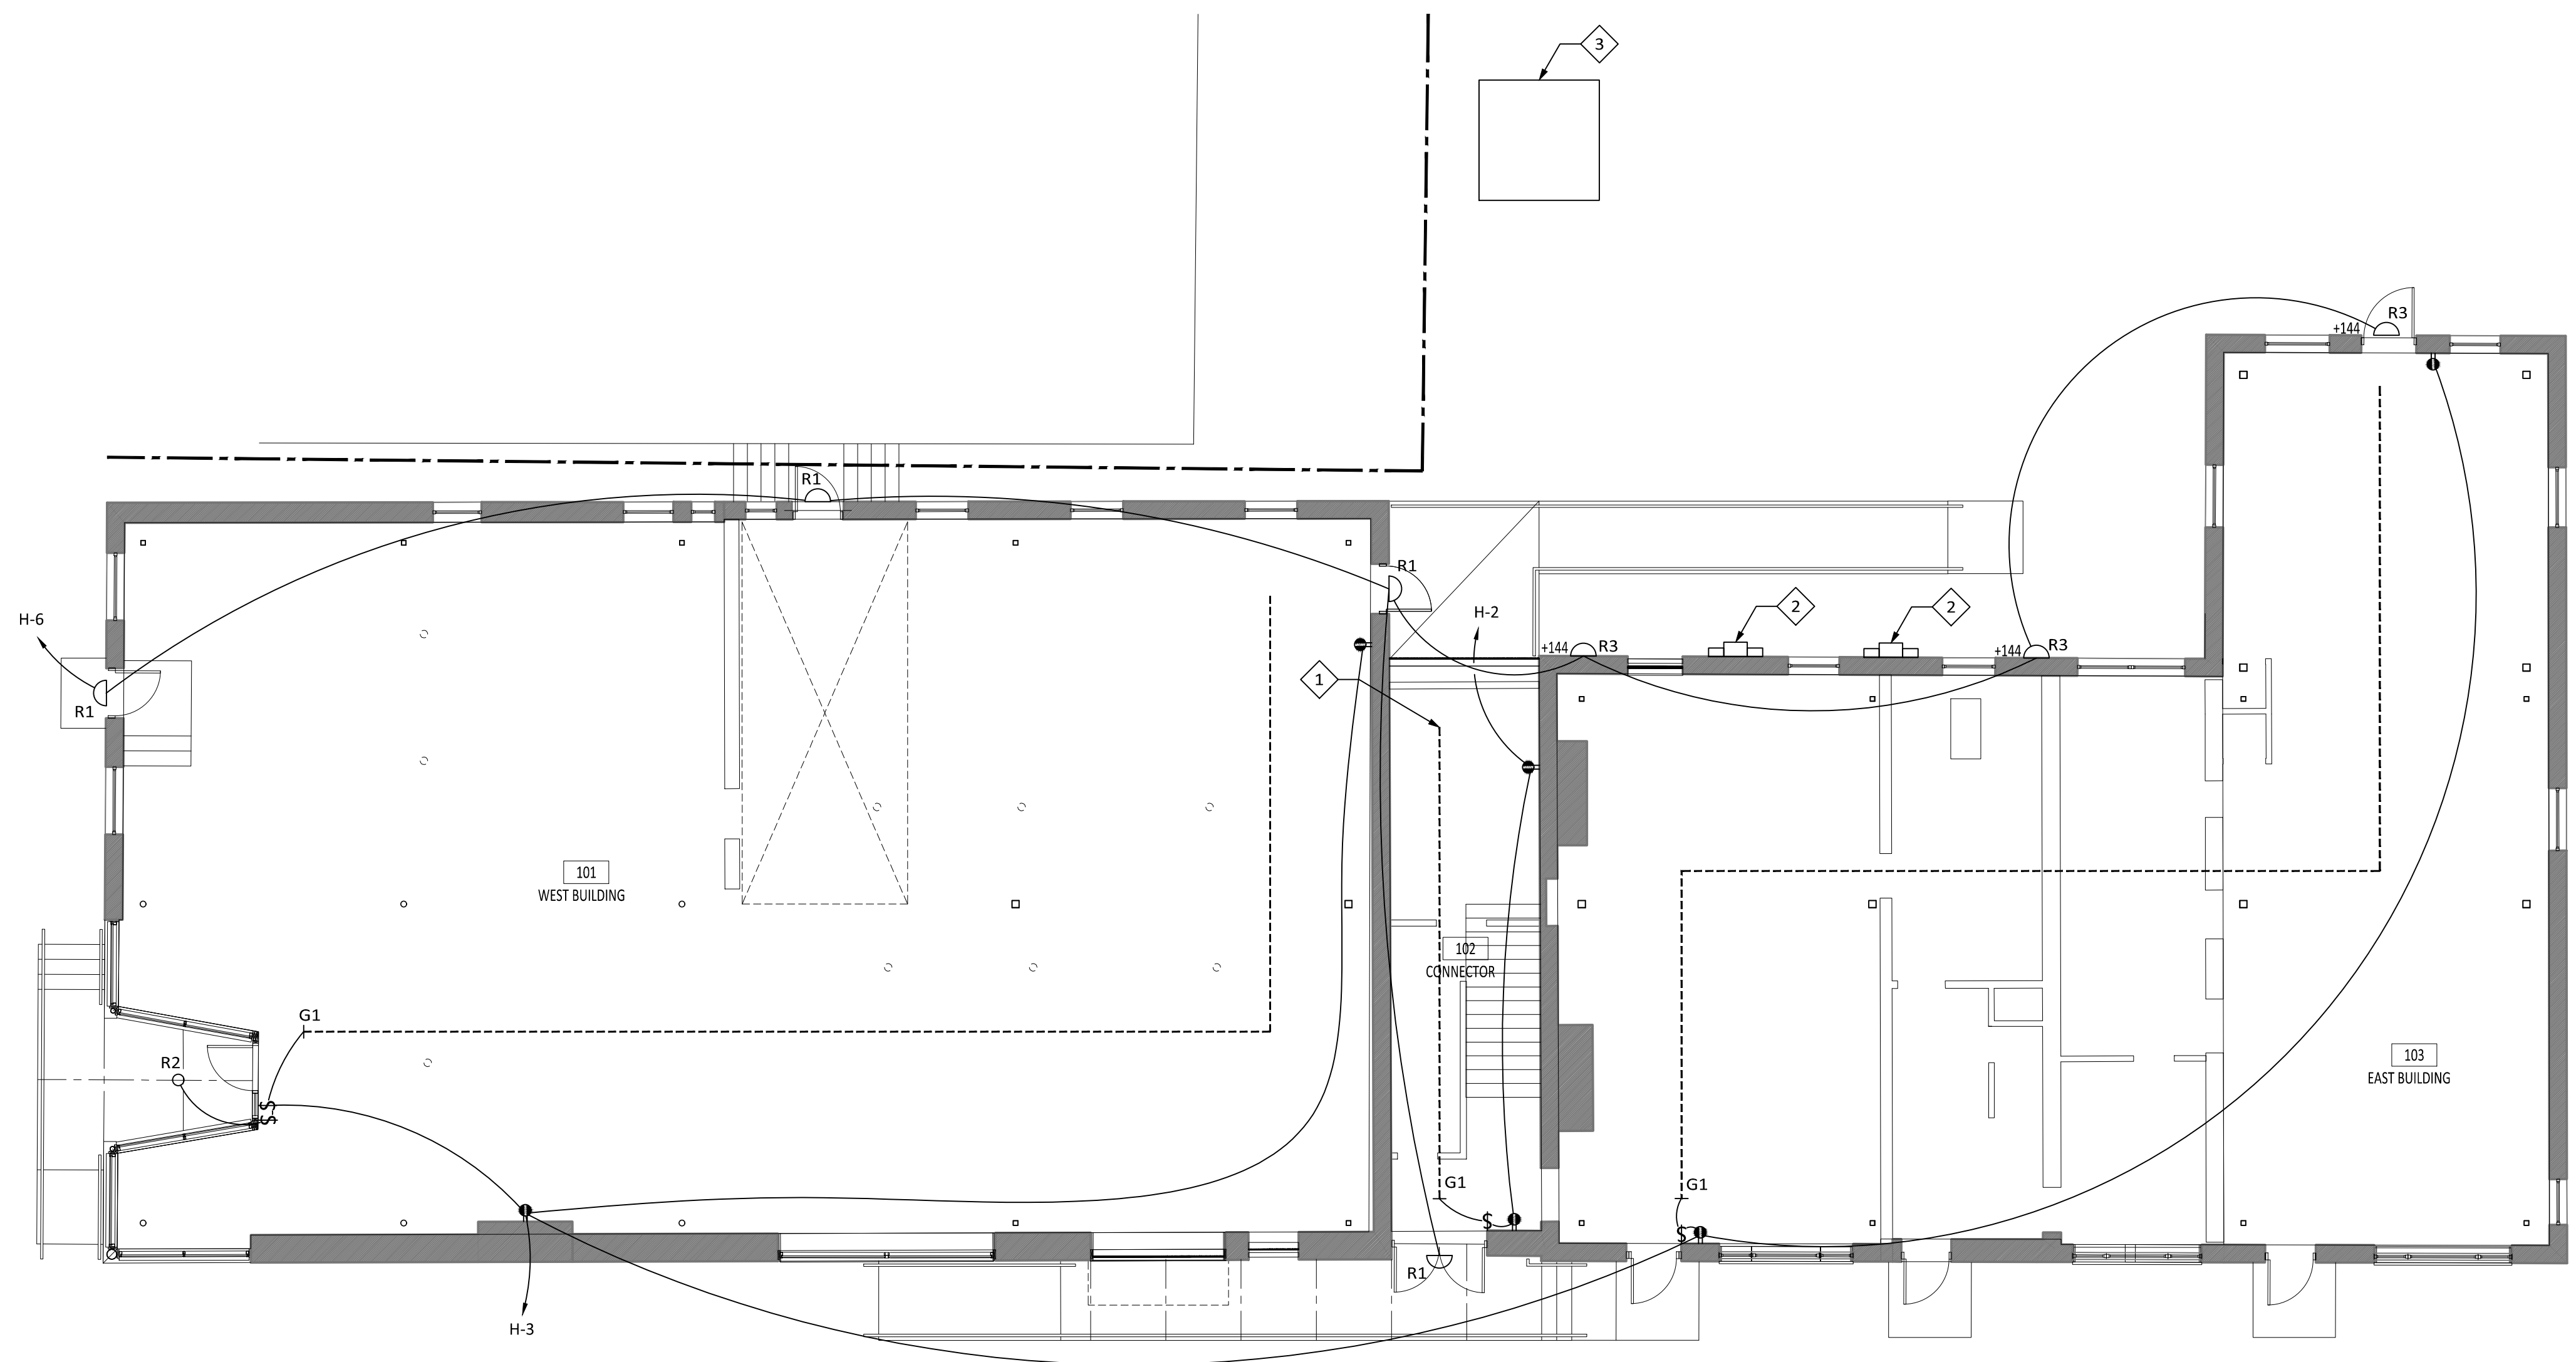 3
R3
+144
R1
R1
H-6
2
2
H-2
+144
R3
+144
R3
1
R1
101
WEST BUILDING
102
CONNECTOR
G1
R2
103
EAST BUILDING
$
$
G1
G1
$
$
R1
H-3